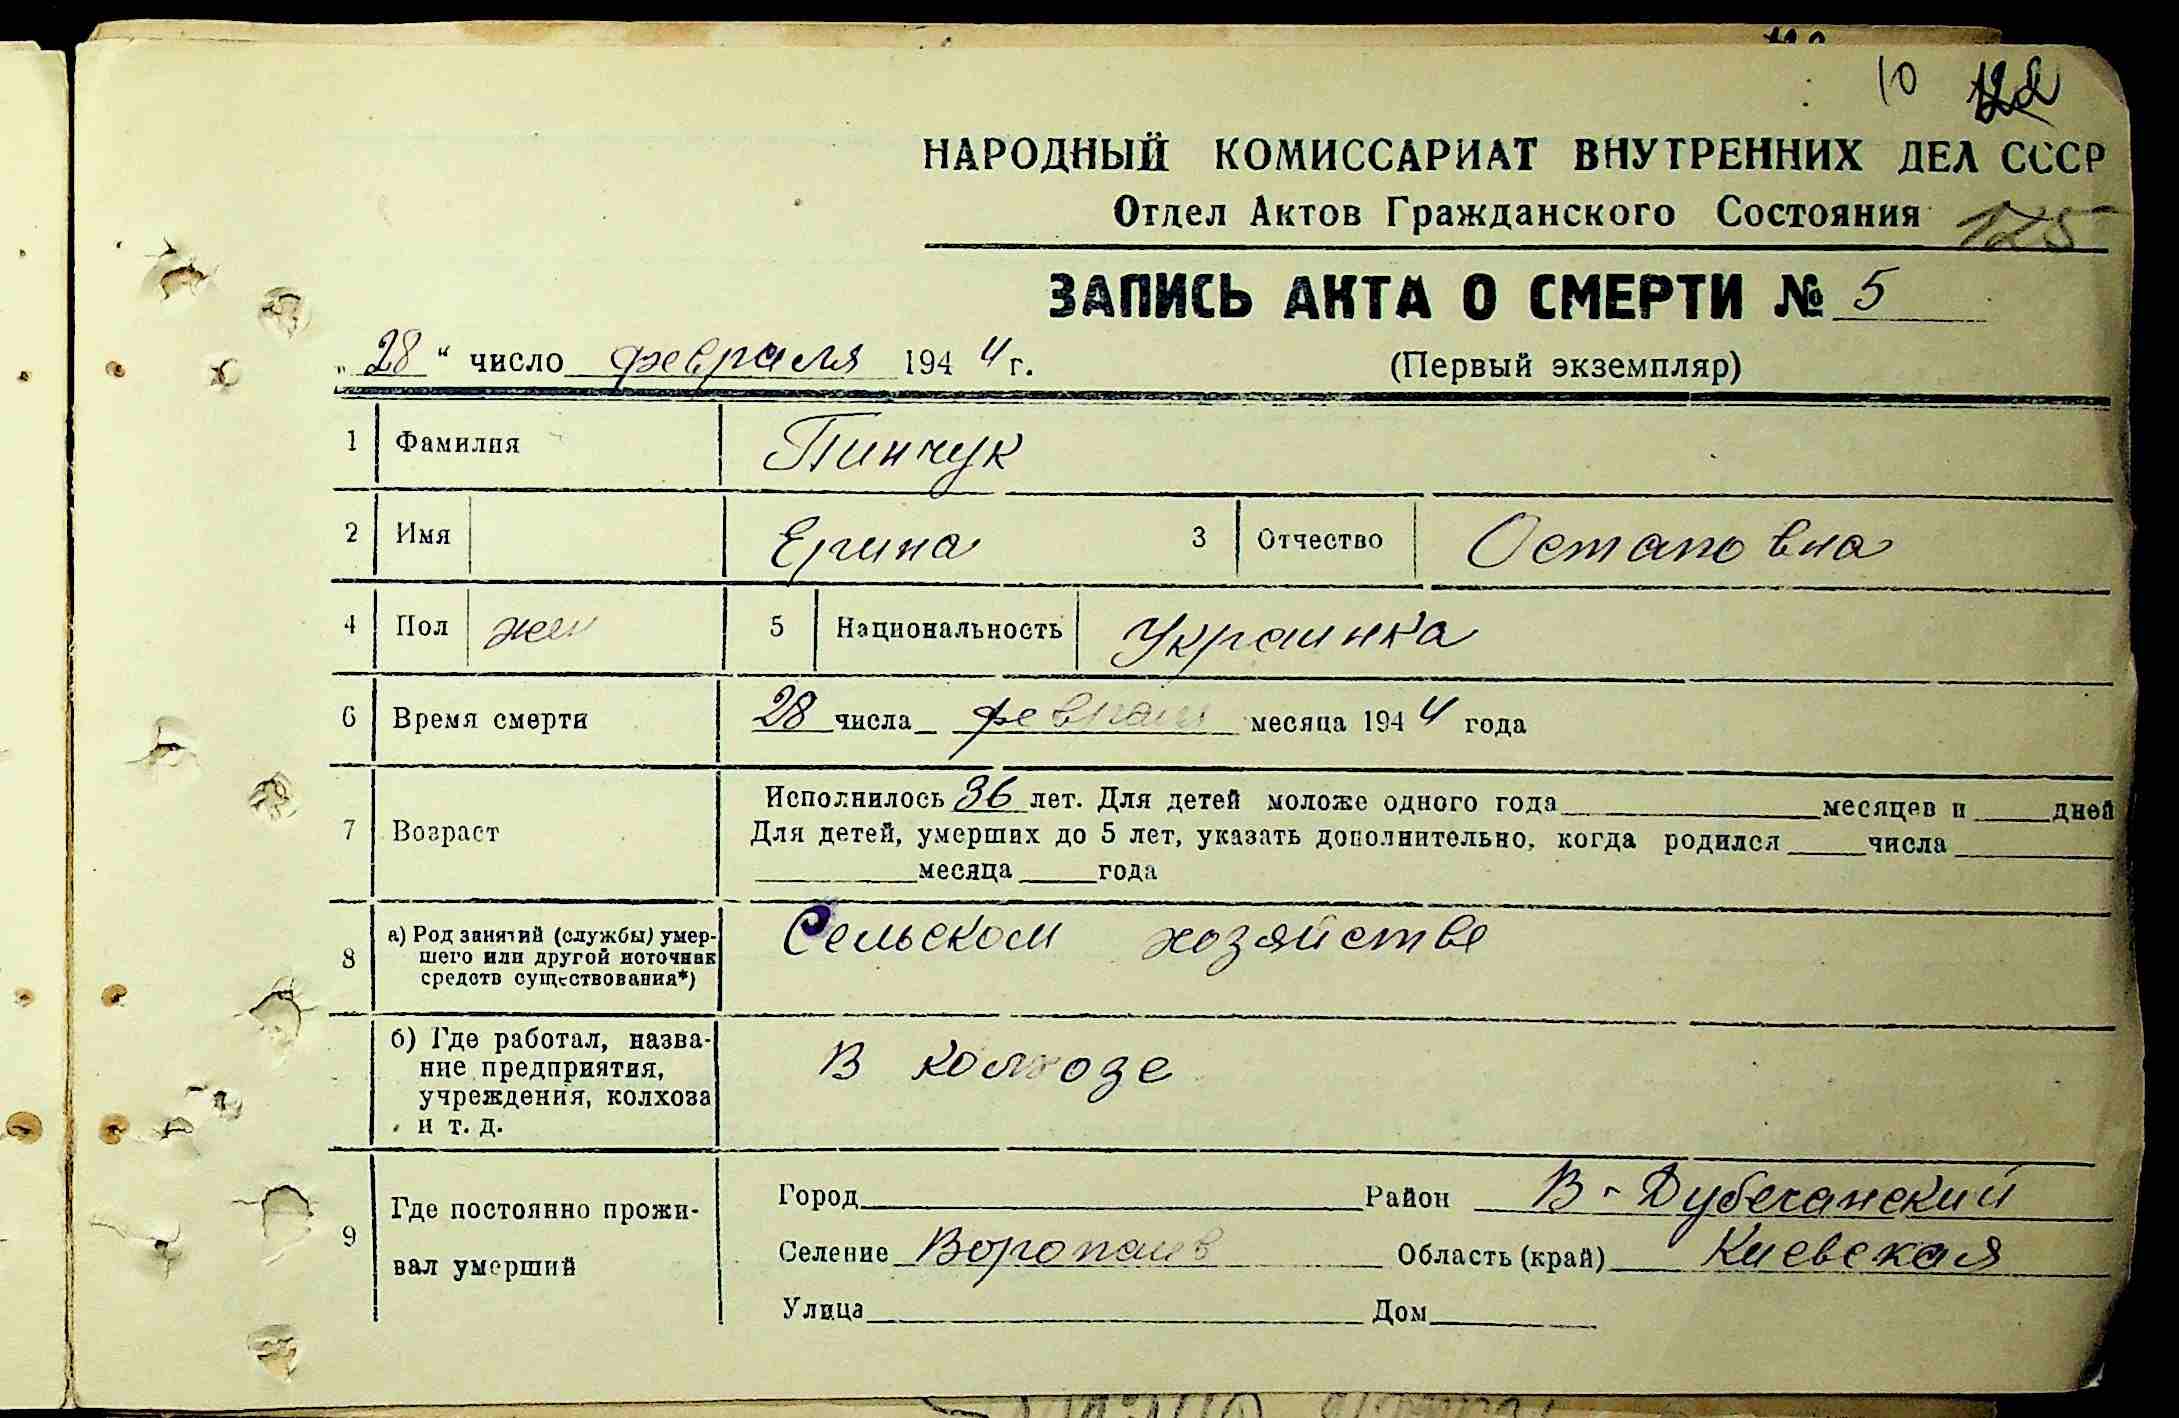 10 122
НАРОДНЫЙ КОМИССАРИАТ ВНУТРЕННИХ ДЕЛ СССР
Отдел Актов Гражданского Состояния 125
ЗАПИСЬ АКТА О СМЕРТИ № 5
„28“ число февраля 1944 г. (Первый экземпляр)
1 Фамилия Пинчук
2 Имя Ерина 3 Отчество Остаповна
4 Пол жен 5 Национальность Украинка
6 Время смерти 28 числа февраля месяца 1944 года
Исполнилось 36 лет. Для детей моложе одного года месяцев и дней
7 Возраст Для детей, умерших до 5 лет, указать дополнительно, когда родился числа
месяца года
8 а) Род занятий (службы) умер-
шего или другой источник
средств существования*) Сельском хозяйстве
б) Где работал, назва-
ние предприятия,
учреждения, колхоза
и т. д. В колхозе
9 Где постоянно прожи-
вал умерший
Город Район В-Дубечанский
Селение Воропаев Область (край) Киевская
Улица Дом